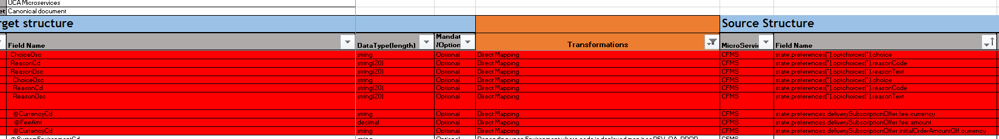 UCA Microservices
et Canonical document
rget structure Source Structure
Field Name DataType(length) Manda /Option Transformations MicroServi Field Name
ChoiceDsc string Optional Direct Mapping CFMS state.preferences[*].optchoices[*].choice
ReasonCd string(20) Optional Direct Mapping CFMS state.preferences[*].optchoices[*].reasonCode
ReasonDsc string(20) Optional Direct Mapping CFMS state.preferences[*].optchoices[*].reasonText
ChoiceDsc string Optional Direct Mapping CFMS state.preferences[*].optchoices[*].choice
ReasonCd string(20) Optional Direct Mapping CFMS state.preferences[*].optchoices[*].reasonCode
ReasonDsc string(20) Optional Direct Mapping CFMS state.preferences[*].optchoices[*].reasonText
@CurrencyCd string Optional Direct Mapping CFMS state.preferences.deliverySubscriptionOffer.fee.currency
@FeeAmt decimal Optional Direct Mapping CFMS state.preferences.deliverySubscriptionOffer.fee.amount
@CurrencyCd string Optional Direct Mapping CFMS state.preferences.deliverySubscriptionOffer.initialOrderAmountOff.currency
@SystemEnvironmentCd string Optional Depending upon Environment where code is deployed map it as DEV, QA, PROD CFMS